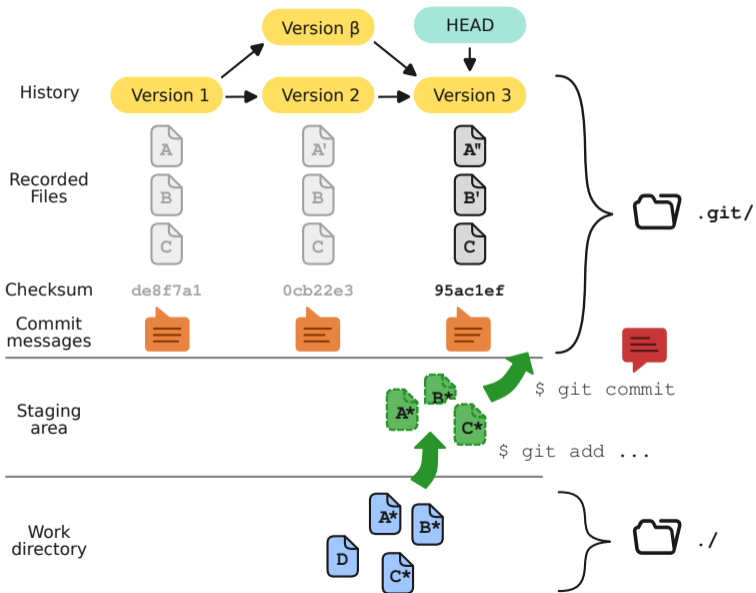 Version β
HEAD
History
Version 1
Version 2
Version 3
A
A'
A"
Recorded
Files
B
B
B'
.git/
C
C
C
Checksum
de8f7a1
0cb22e3
95ac1ef
Commit
messages
$ git commit
Staging
area
A*
B*
C*
$ git add ...
A*
B*
Work
directory
D
C*
./